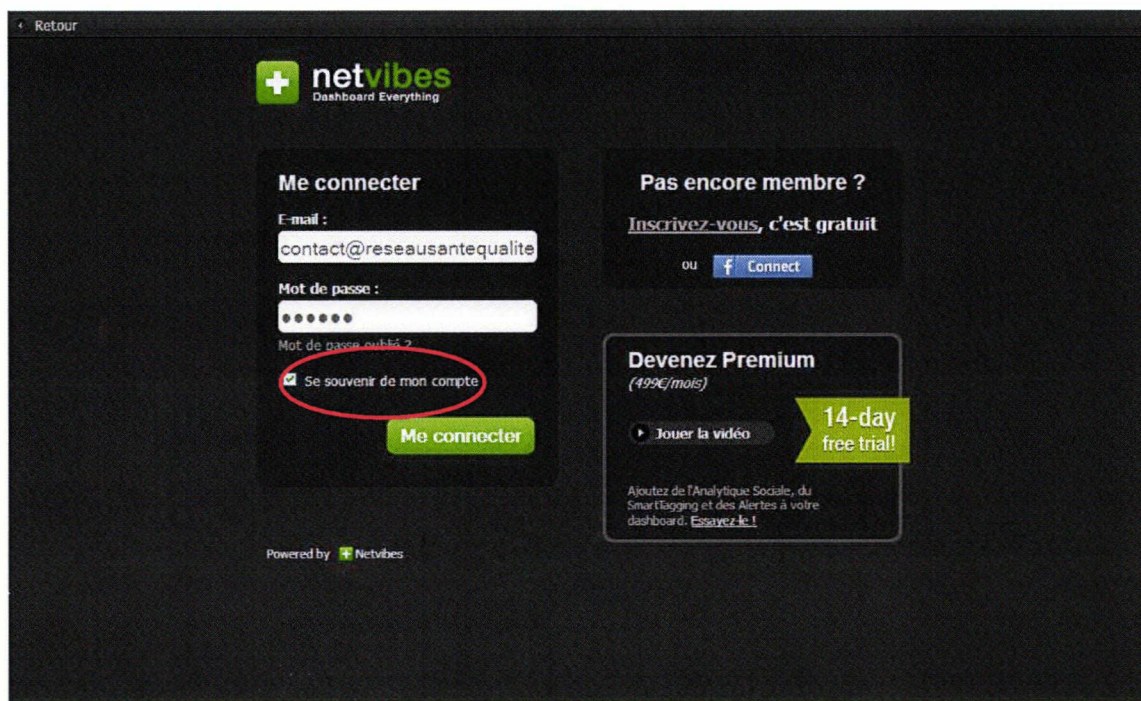 Retour
netvibes
Dashboard Everything
Me connecter
E-mail :
contact@reseausantequalite
Mot de passe :
Mot de passe oublié ?
Se souvenir de mon compte
Me connecter
Powered by Netvibes
Pas encore membre ?
Inscrivez-vous, c'est gratuit
ou f Connect
Devenez Premium
(499€/mois)
Jouer la vidéo
14-day
free trial!
Ajoutez de l'Analytique Sociale, du
SmartTagging et des Alertes à votre
dashboard. Essayez-le !